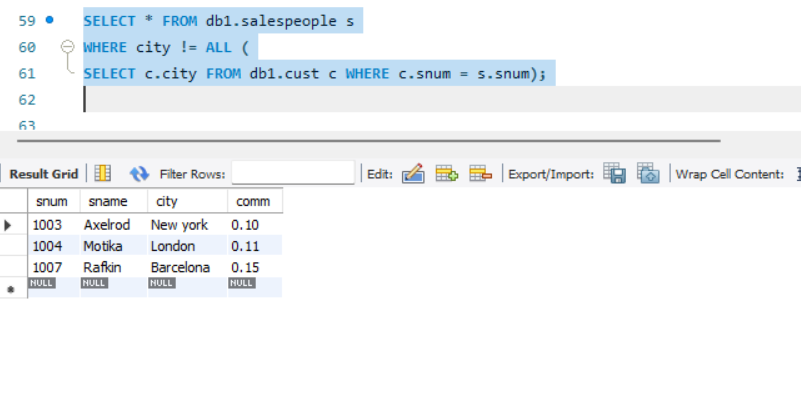 59 SELECT * FROM db1.salespeople s
60 WHERE city != ALL (
61 SELECT c.city FROM db1.cust c WHERE c.snum = s.snum);
62
63
Result Grid Filter Rows: Edit: Export/Import: Wrap Cell Content:
snum sname city comm
1003 Axelrod New york 0.10
1004 Motika London 0.11
1007 Rafkin Barcelona 0.15
NULL NULL NULL NULL